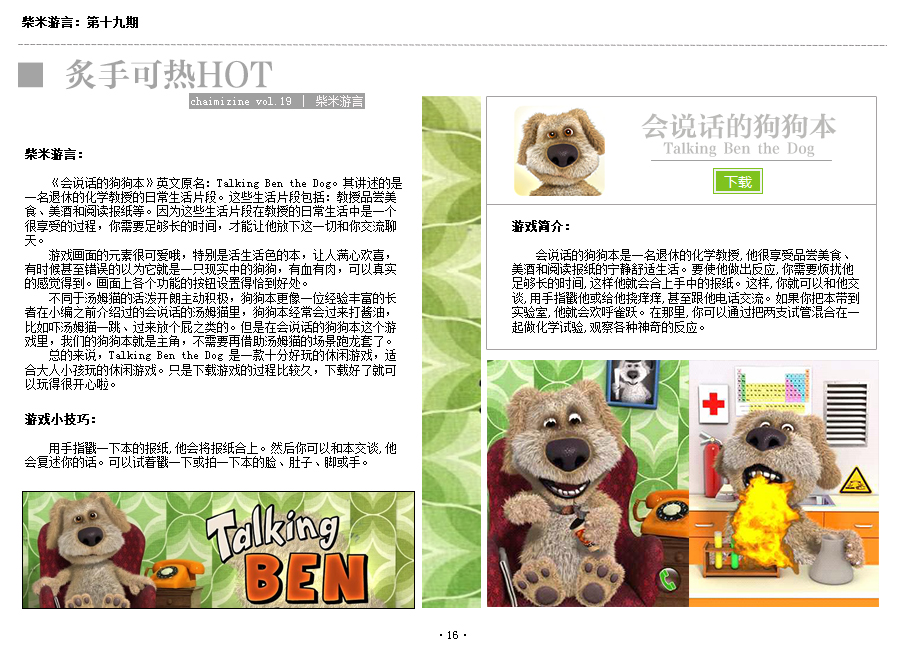 柴米游言：第十九期
炙手可热HOT
chaimizine vol.19 | 柴米游言
柴米游言：
《会说话的狗狗本》英文原名：Talking Ben the Dog。其讲述的是
一名退休的化学教授的日常生活片段。这些生活片段包括：教授品尝美
食、美酒和阅读报纸等。因为这些生活片段在教授的日常生活中是一个
很享受的过程，你需要足够长的时间，才能让他放下这一切和你交流聊
天。
游戏画面的元素很可爱哦，特别是活生活色的本，让人满心欢喜，
有时候甚至错误的以为它就是一只现实中的狗狗，有血有肉，可以真实
的感觉得到。画面上各个功能的按钮设置得恰到好处。
不同于汤姆猫的活泼开朗主动积极，狗狗本更像一位经验丰富的长
者在小编之前介绍过的会说话的汤姆猫里，狗狗本经常会过来打酱油，
比如吓汤姆猫一跳、过来放个屁之类的。但是在会说话的狗狗本这个游
戏里，我们的狗狗本就是主角，不需要再借助汤姆猫的场景跑龙套了。
总的来说，Talking Ben the Dog 是一款十分好玩的休闲游戏，适
合大人小孩玩的休闲游戏。只是下载游戏的过程比较久，下载好了就可
以玩得很开心啦。
游戏小技巧：
用手指戳一下本的报纸,他会将报纸合上。然后你可以和本交谈,他
会复述你的话。可以试着戳一下或拍一下本的脸、肚子、脚或手。
Talking
BEN
会说话的狗狗本
Talking Ben the Dog
下载
游戏简介：
会说话的狗狗本是一名退休的化学教授,他很享受品尝美食、
美酒和阅读报纸的宁静舒适生活。要使他做出反应,你需要烦扰他
足够长的时间,这样他就会合上手中的报纸。这样,你就可以和他交
谈,用手指戳他或给他挠痒痒,甚至跟他电话交流。如果你把本带到
实验室,他就会欢呼雀跃。在那里,你可以通过把两支试管混合在一
起做化学试验,观察各种神奇的反应。
·16·